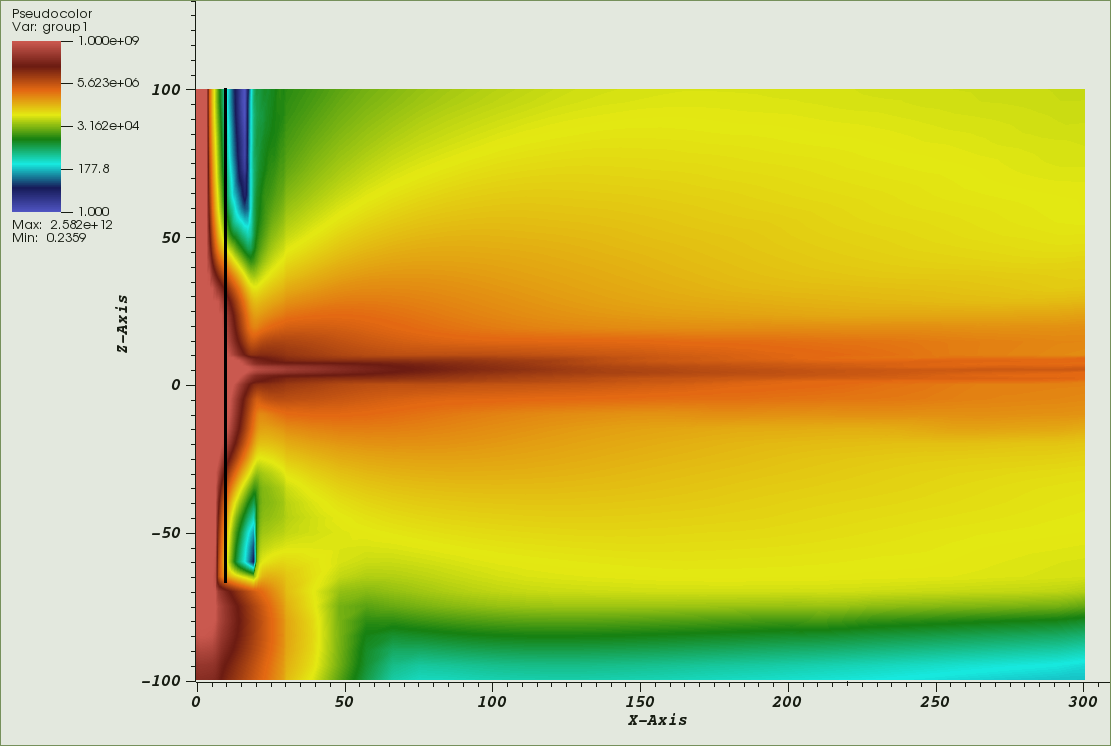 Pseudocolor
Var: group1
1.000e+09
5.623e+06
3.162e+04
177.8
1.000
Max: 2.582e+12
Min: 0.2359
100
50
0
-50
-100
Z-Axis
0 50 100 150 200 250 300
X-Axis